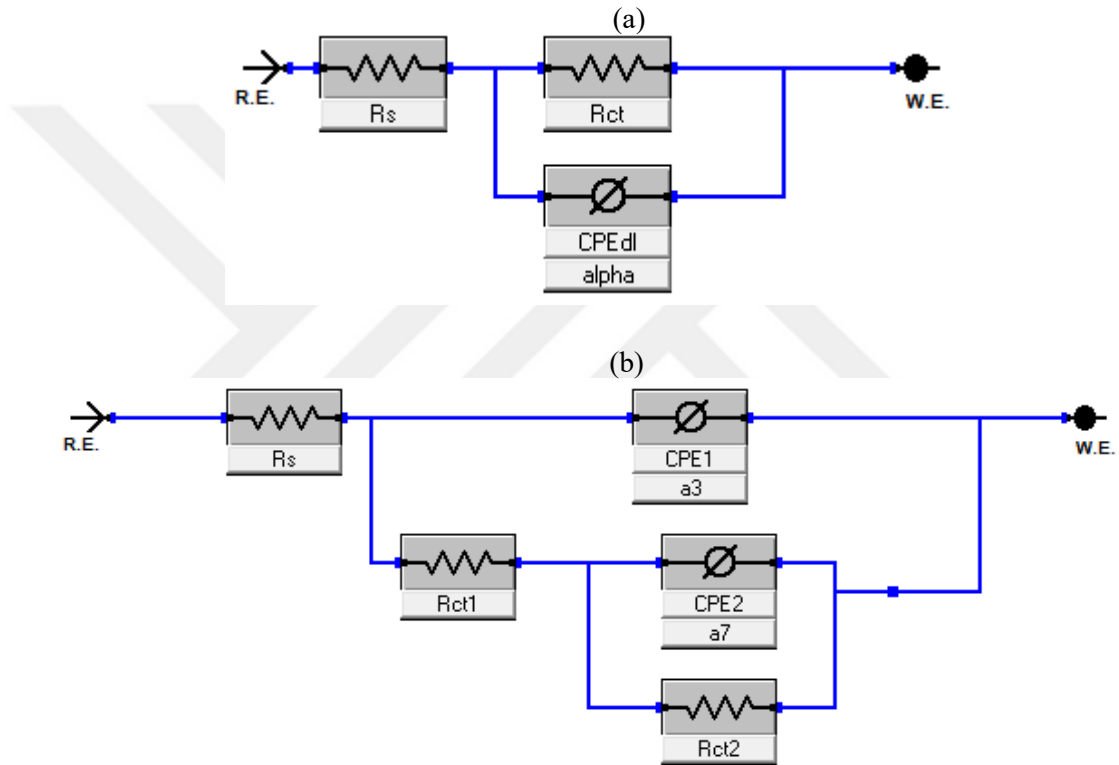 (a)
R.E.
Rs
Rct
W.E.
CPEdl
alpha
(b)
R.E.
Rs
CPE1
a3
W.E.
Rct1
CPE2
a7
Rct2